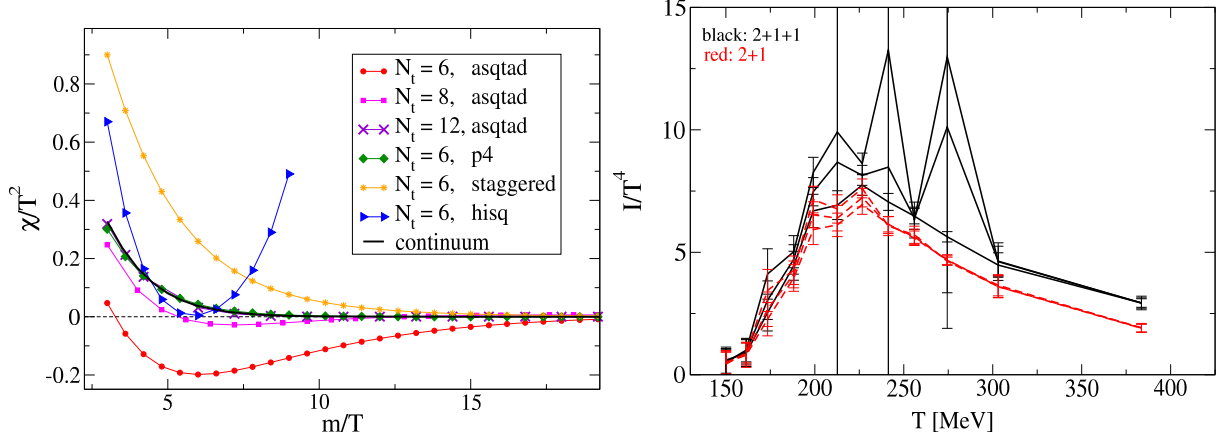 N_t = 6, asqtad
N_t = 8, asqtad
N_t = 12, asqtad
N_t = 6, p4
N_t = 6, staggered
N_t = 6, hisq
continuum
0.8
0.6
0.4
0.2
0
-0.2
χ/T^2
5
10
15
m/T
black: 2+1+1
red: 2+1
15
10
5
0
I/T^4
150
200
250
300
350
400
T [MeV]